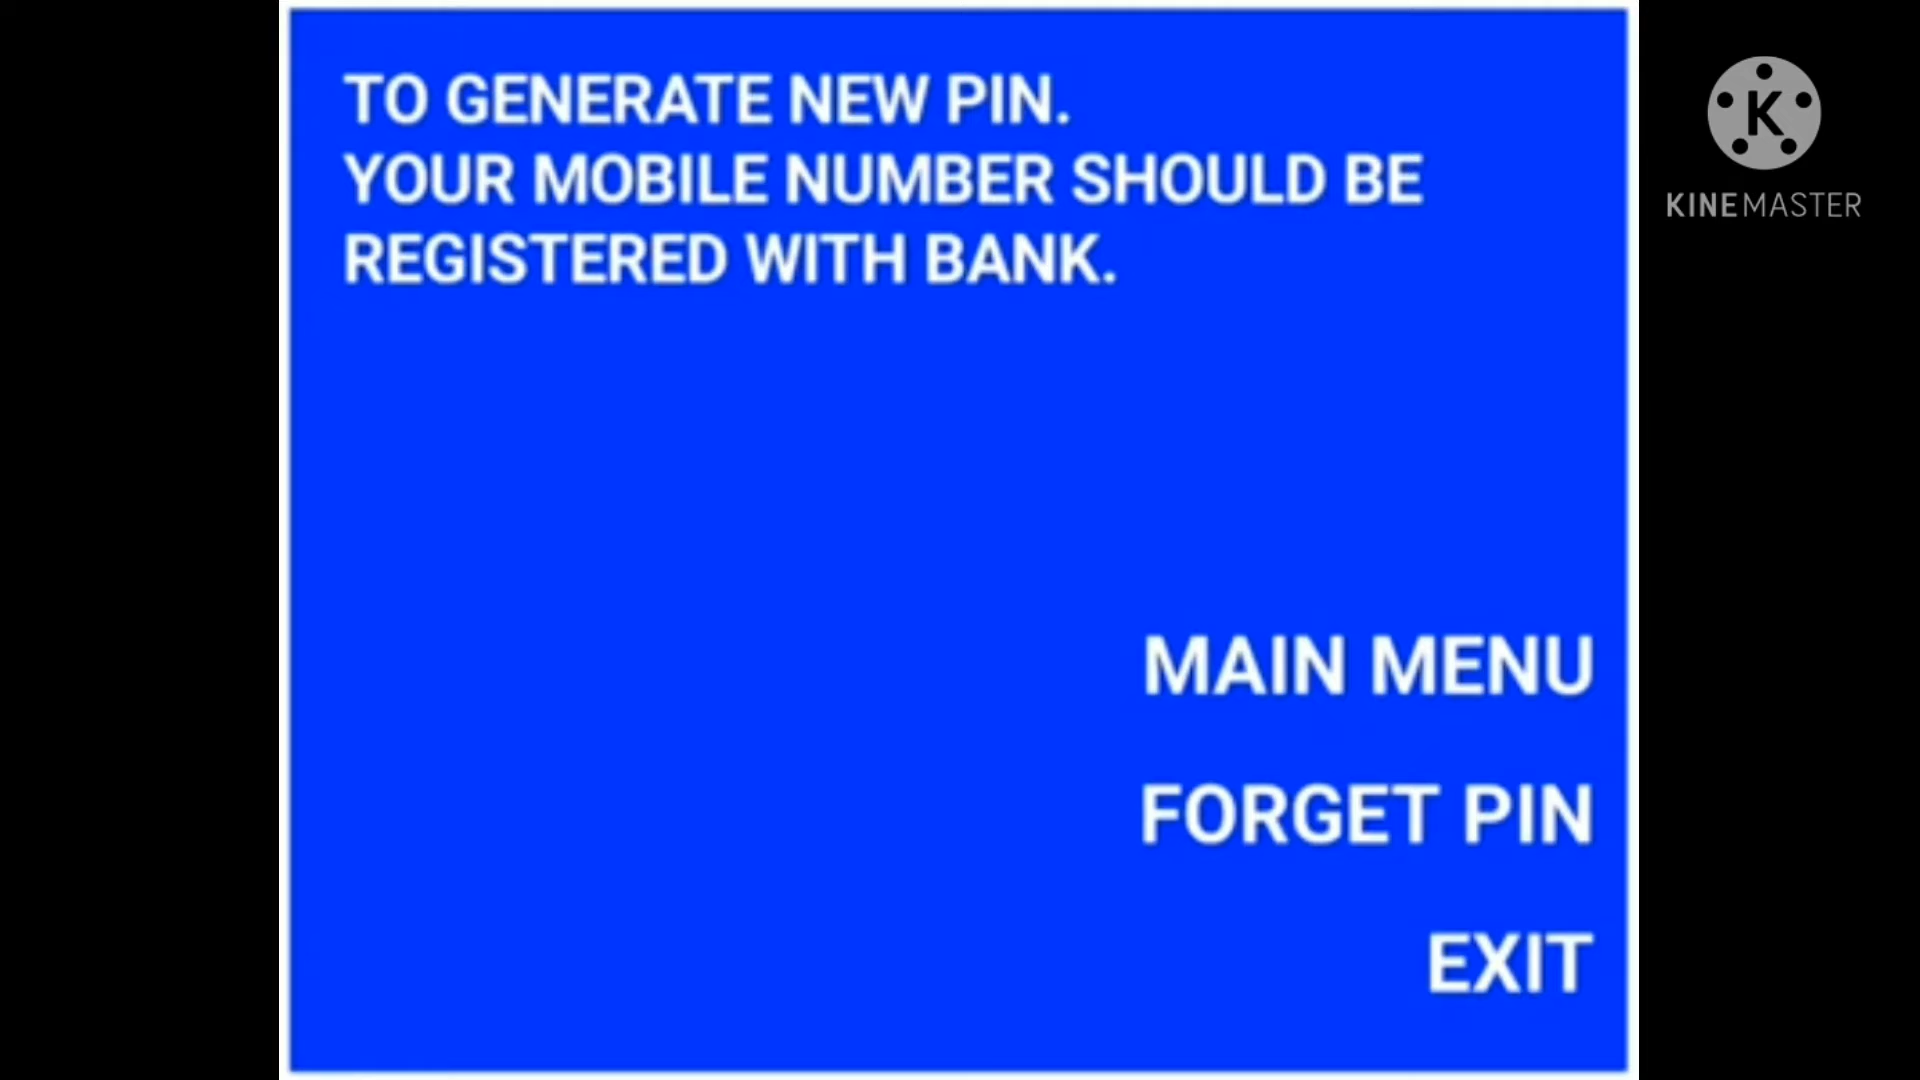 TO GENERATE NEW PIN.
YOUR MOBILE NUMBER SHOULD BE
REGISTERED WITH BANK.
MAIN MENU
FORGET PIN
EXIT
K
KINEMASTER